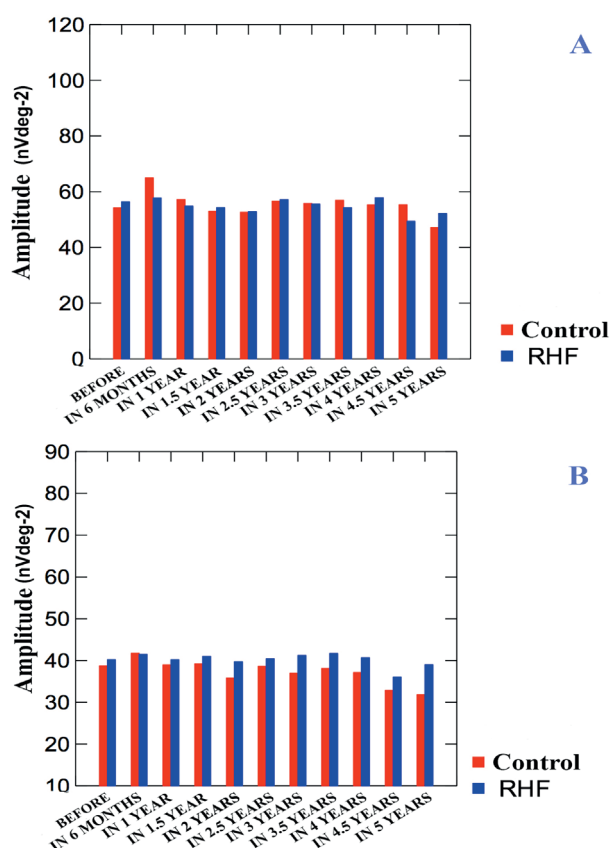 A
120
100
80
60
40
20
0
Amplitude (nVdeg-2)
BEFORE
IN 6 MONTHS
IN 1 YEAR
IN 1.5 YEAR
IN 2 YEARS
IN 2.5 YEARS
IN 3 YEARS
IN 3.5 YEARS
IN 4 YEARS
IN 4.5 YEARS
IN 5 YEARS
Control
RHF
B
90
80
70
60
50
40
30
20
10
Amplitude (nVdeg-2)
BEFORE
IN 6 MONTHS
IN 1 YEAR
IN 1.5 YEAR
IN 2 YEARS
IN 2.5 YEARS
IN 3 YEARS
IN 3.5 YEARS
IN 4 YEARS
IN 4.5 YEARS
IN 5 YEARS
Control
RHF